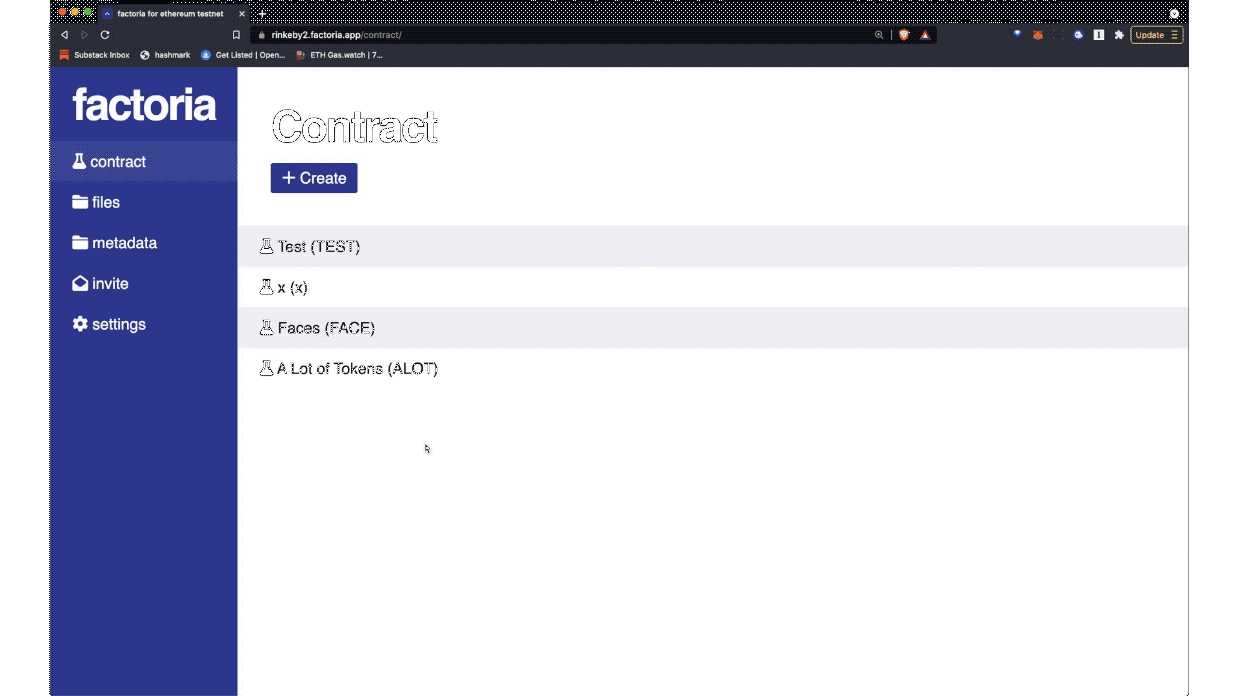 factoria for ethereum testnet
rinkeby2.factoria.app/contract/
Update
Substack Inbox
hashmark
Get Listed | Open...
ETH Gas.watch | 7...
factoria
contract
files
metadata
invite
settings
Contract
+ Create
Test (TEST)
x (x)
Faces (FACE)
A Lot of Tokens (ALOT)